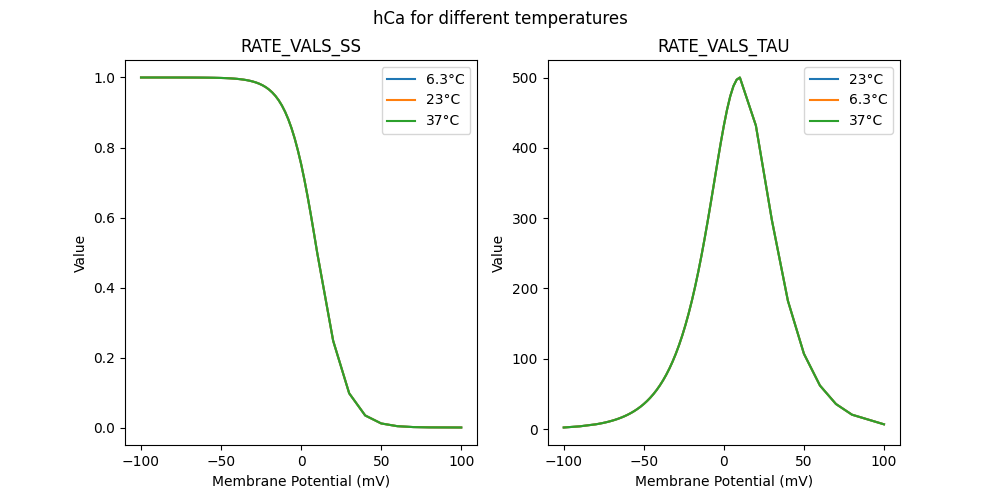 hCa for different temperatures
RATE_VALS_SS
1.0
0.8
0.6
0.4
0.2
0.0
Value
−100
−50
0
50
100
Membrane Potential (mV)
6.3°C
23°C
37°C
RATE_VALS_TAU
500
400
300
200
100
0
Value
−100
−50
0
50
100
Membrane Potential (mV)
23°C
6.3°C
37°C